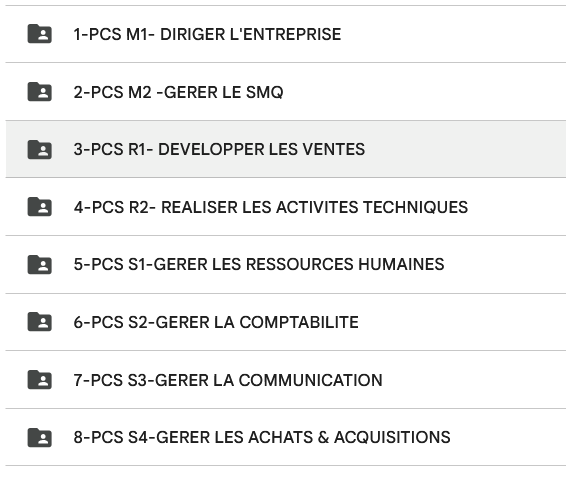 1-PCS M1- DIRIGER L'ENTREPRISE
2-PCS M2 -GERER LE SMQ
3-PCS R1- DEVELOPPER LES VENTES
4-PCS R2- REALISER LES ACTIVITES TECHNIQUES
5-PCS S1-GERER LES RESSOURCES HUMAINES
6-PCS S2-GERER LA COMPTABILITE
7-PCS S3-GERER LA COMMUNICATION
8-PCS S4-GERER LES ACHATS & ACQUISITIONS